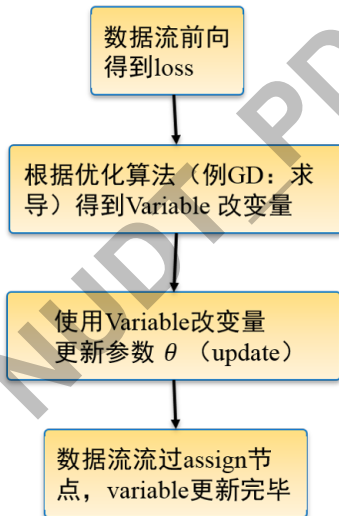 数据流前向
得到loss
根据优化算法（例GD：求
导）得到Variable 改变量
使用Variable改变量
更新参数 θ （update）
数据流流过assign节
点，variable更新完毕
NUDT_PD